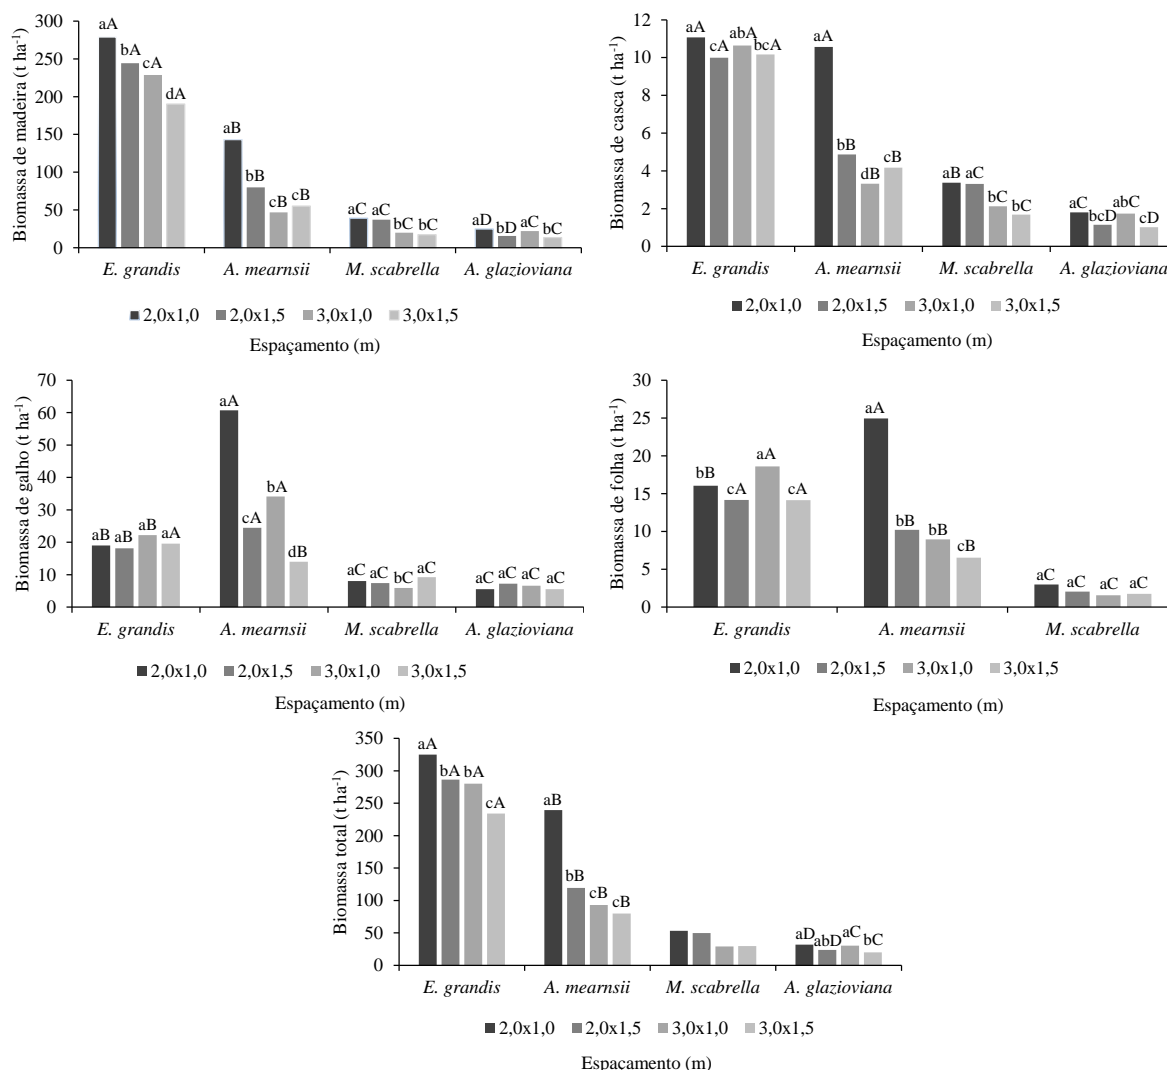 Biomassa de madeira (t ha⁻¹)
300
250
200
150
100
50
0
aA
bA
cA
dA
aB
bB
cB
cB
aC
aC
bC
bC
aD
bD
aC
bC
E. grandis
A. mearnsii
M. scabrella
A. glazioviana
2,0x1,0
2,0x1,5
3,0x1,0
3,0x1,5
Espaçamento (m)
Biomassa de casca (t ha⁻¹)
12
10
8
6
4
2
0
aA
cA
abA
bcA
aA
bB
dB
cB
aB
aC
bC
bC
aC
bcD
abC
cD
E. grandis
A. mearnsii
M. scabrella
A. glazioviana
2,0x1,0
2,0x1,5
3,0x1,0
3,0x1,5
Espaçamento (m)
Biomassa de galho (t ha⁻¹)
70
60
50
40
30
20
10
0
aB
aB
aB
aA
aA
cA
bA
dB
aC
aC
bC
aC
aC
aC
aC
aC
E. grandis
A. mearnsii
M. scabrella
A. glazioviana
2,0x1,0
2,0x1,5
3,0x1,0
3,0x1,5
Espaçamento (m)
Biomassa de folha (t ha⁻¹)
30
25
20
15
10
5
0
bB
cA
aA
cA
aA
bB
bB
cB
aC
aC
aC
aC
E. grandis
A. mearnsii
M. scabrella
2,0x1,0
2,0x1,5
3,0x1,0
3,0x1,5
Espaçamento (m)
Biomassa total (t ha⁻¹)
350
300
250
200
150
100
50
0
aA
bA
bA
cA
aB
bB
cB
cB
aD
abD
aC
bC
E. grandis
A. mearnsii
M. scabrella
A. glazioviana
2,0x1,0
2,0x1,5
3,0x1,0
3,0x1,5
Espaçamento (m)